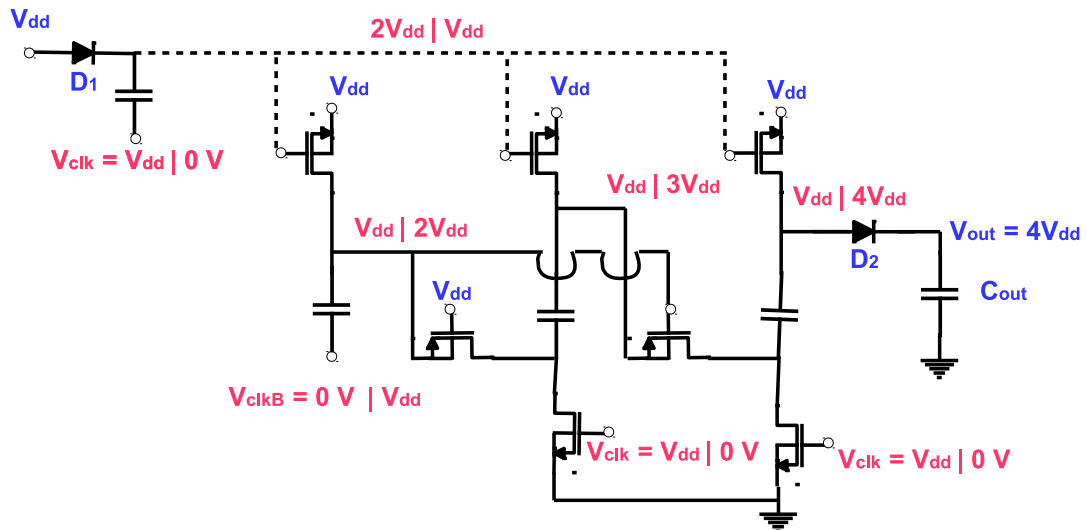 Vdd
2Vdd | Vdd
D1
Vdd
Vdd
Vdd
Vclk = Vdd | 0 V
Vdd | 3Vdd
Vdd | 4Vdd
Vdd | 2Vdd
Vout = 4Vdd
D2
Vdd
Cout
VclkB = 0 V | Vdd
Vclk = Vdd | 0 V
Vclk = Vdd | 0 V